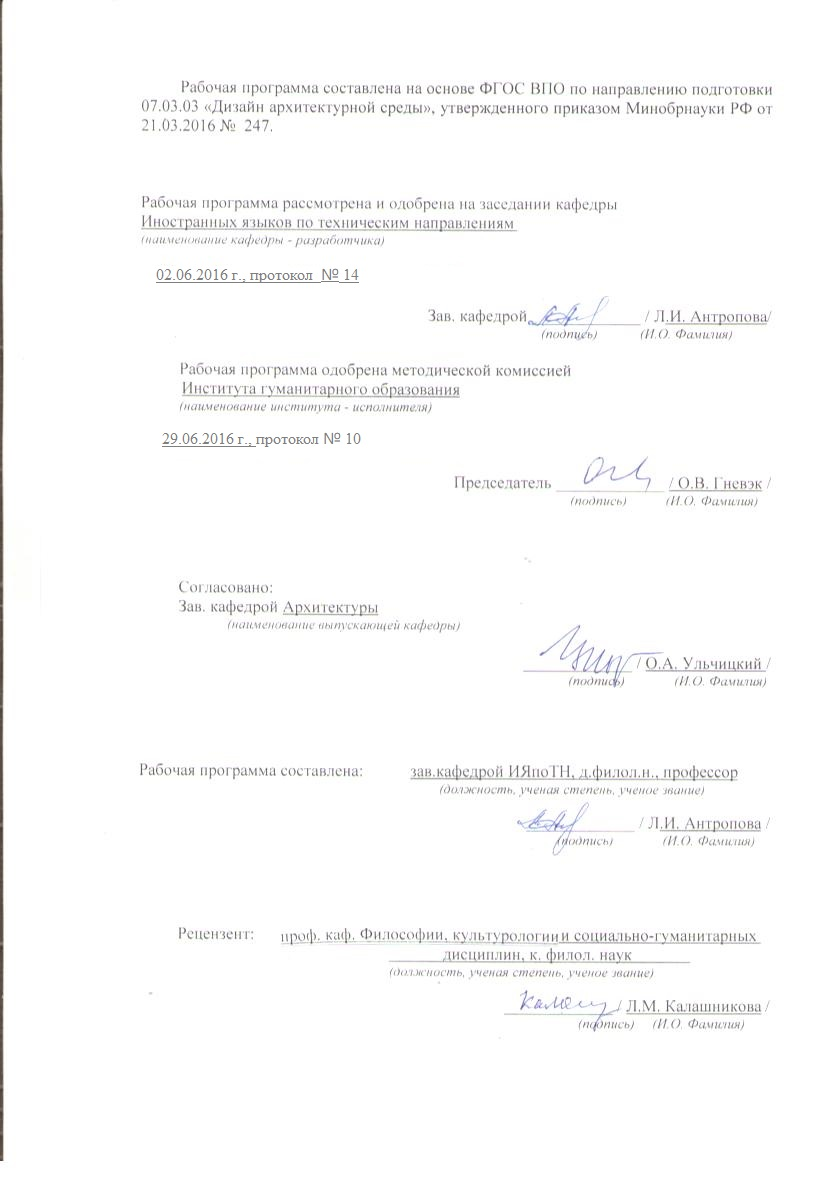 Рабочая программа составлена на основе ФГОС ВПО по направлению подготовки
07.03.03 «Дизайн архитектурной среды», утвержденного приказом Минобрнауки РФ от
21.03.2016 № 247.
Рабочая программа рассмотрена и одобрена на заседании кафедры
Иностранных языков по техническим направлениям
(наименование кафедры - разработчика)
02.06.2016 г., протокол № 14
Зав. кафедрой / Л.И. Антропова/
(подпись) (И.О. Фамилия)
Рабочая программа одобрена методической комиссией
Института гуманитарного образования
(наименование института - исполнителя)
29.06.2016 г., протокол № 10
Председатель / О.В. Гневэк /
(подпись) (И.О. Фамилия)
Согласовано:
Зав. кафедрой Архитектуры
(наименование выпускающей кафедры)
/ О.А. Ульчицкий /
(подпись) (И.О. Фамилия)
Рабочая программа составлена: зав.кафедрой ИЯпоТН, д.филол.н., профессор
(должность, ученая степень, ученое звание)
/ Л.И. Антропова /
(подпись) (И.О. Фамилия)
Рецензент: проф. каф. Философии, культурологии и социально-гуманитарных
дисциплин, к. филол. наук
(должность, ученая степень, ученое звание)
/ Л.М. Калашникова /
(подпись) (И.О. Фамилия)